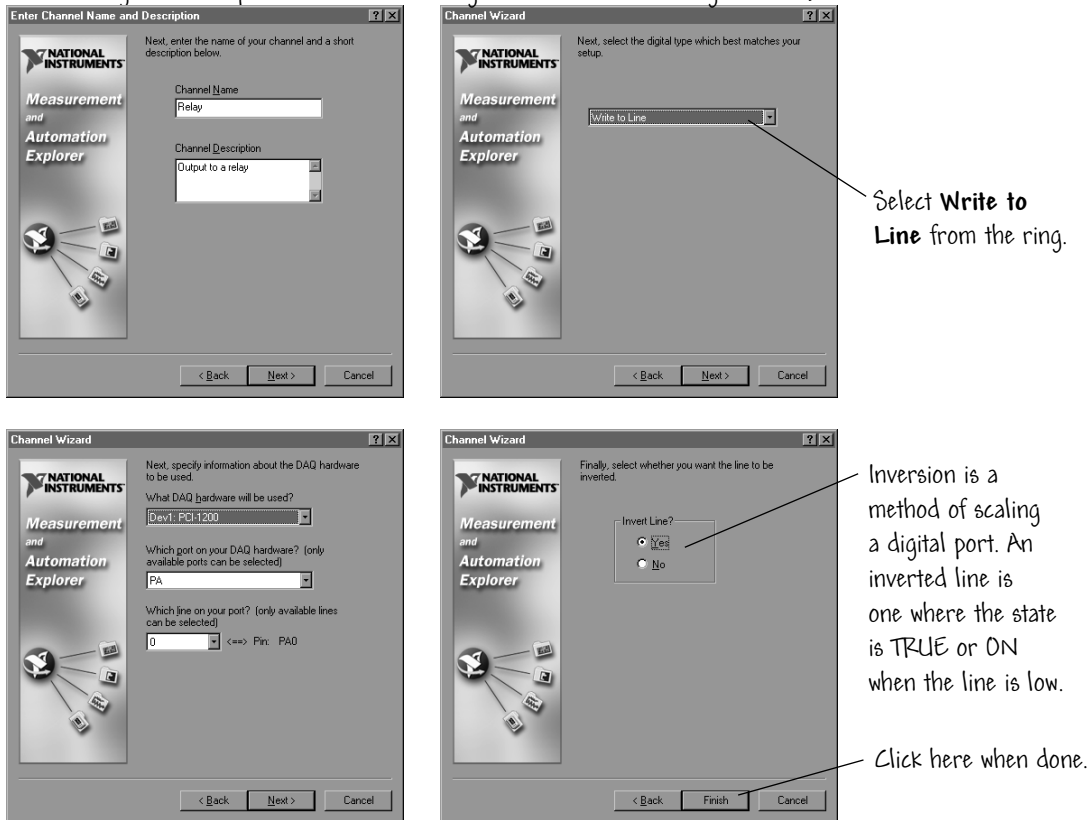 Enter Channel Name and Description
NATIONAL
INSTRUMENTS
Measurement
and
Automation
Explorer
Next, enter the name of your channel and a short
description below.
Channel Name
Relay
Channel Description
Output to a relay
< Back
Next >
Cancel
Channel Wizard
NATIONAL
INSTRUMENTS
Measurement
and
Automation
Explorer
Next, select the digital type which best matches your
setup.
Write to Line
< Back
Next >
Cancel
Select Write to
Line from the ring.
Channel Wizard
NATIONAL
INSTRUMENTS
Measurement
and
Automation
Explorer
Next, specify information about the DAQ hardware
to be used.
What DAQ hardware will be used?
Dev1: PCI-1200
Which port on your DAQ hardware? (only
available ports can be selected)
PA
Which line on your port? (only available lines
can be selected)
0 <==> Pin: PA0
< Back
Next >
Cancel
Channel Wizard
NATIONAL
INSTRUMENTS
Measurement
and
Automation
Explorer
Finally, select whether you want the line to be
inverted.
Invert Line?
Yes
No
< Back
Finish
Cancel
Inversion is a
method of scaling
a digital port. An
inverted line is
one where the state
is TRUE or ON
when the line is low.
Click here when done.